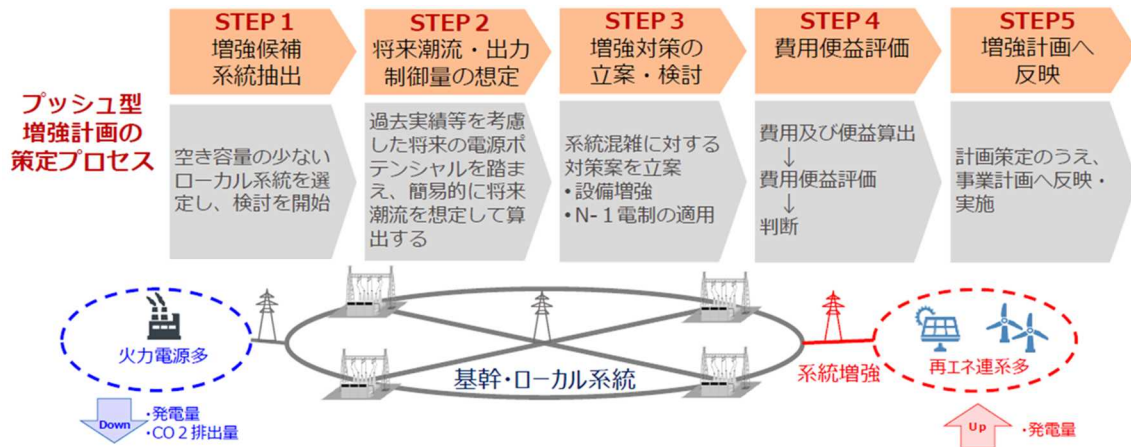 プッシュ型
増強計画の
策定プロセス
STEP 1
増強候補
系統抽出
空き容量の少ない
ローカル系統を選
定し、検討を開始
STEP 2
将来潮流・出力
制御量の想定
過去実績等を考慮
した将来の電源ポ
テンシャルを踏ま
え、簡易的に将来
潮流を想定して算
出する
STEP 3
増強対策の
立案・検討
系統混雑に対する
対策案を立案
・設備増強
・N-1電制の適用
STEP 4
費用便益評価
費用及び便益算出
↓
費用便益評価
↓
判断
STEP5
増強計画へ
反映
計画策定のうえ、
事業計画へ反映・
実施
火力電源多
基幹・ローカル系統
系統増強
再エネ連系多
Down
・発電量
・CO2排出量
Up
・発電量